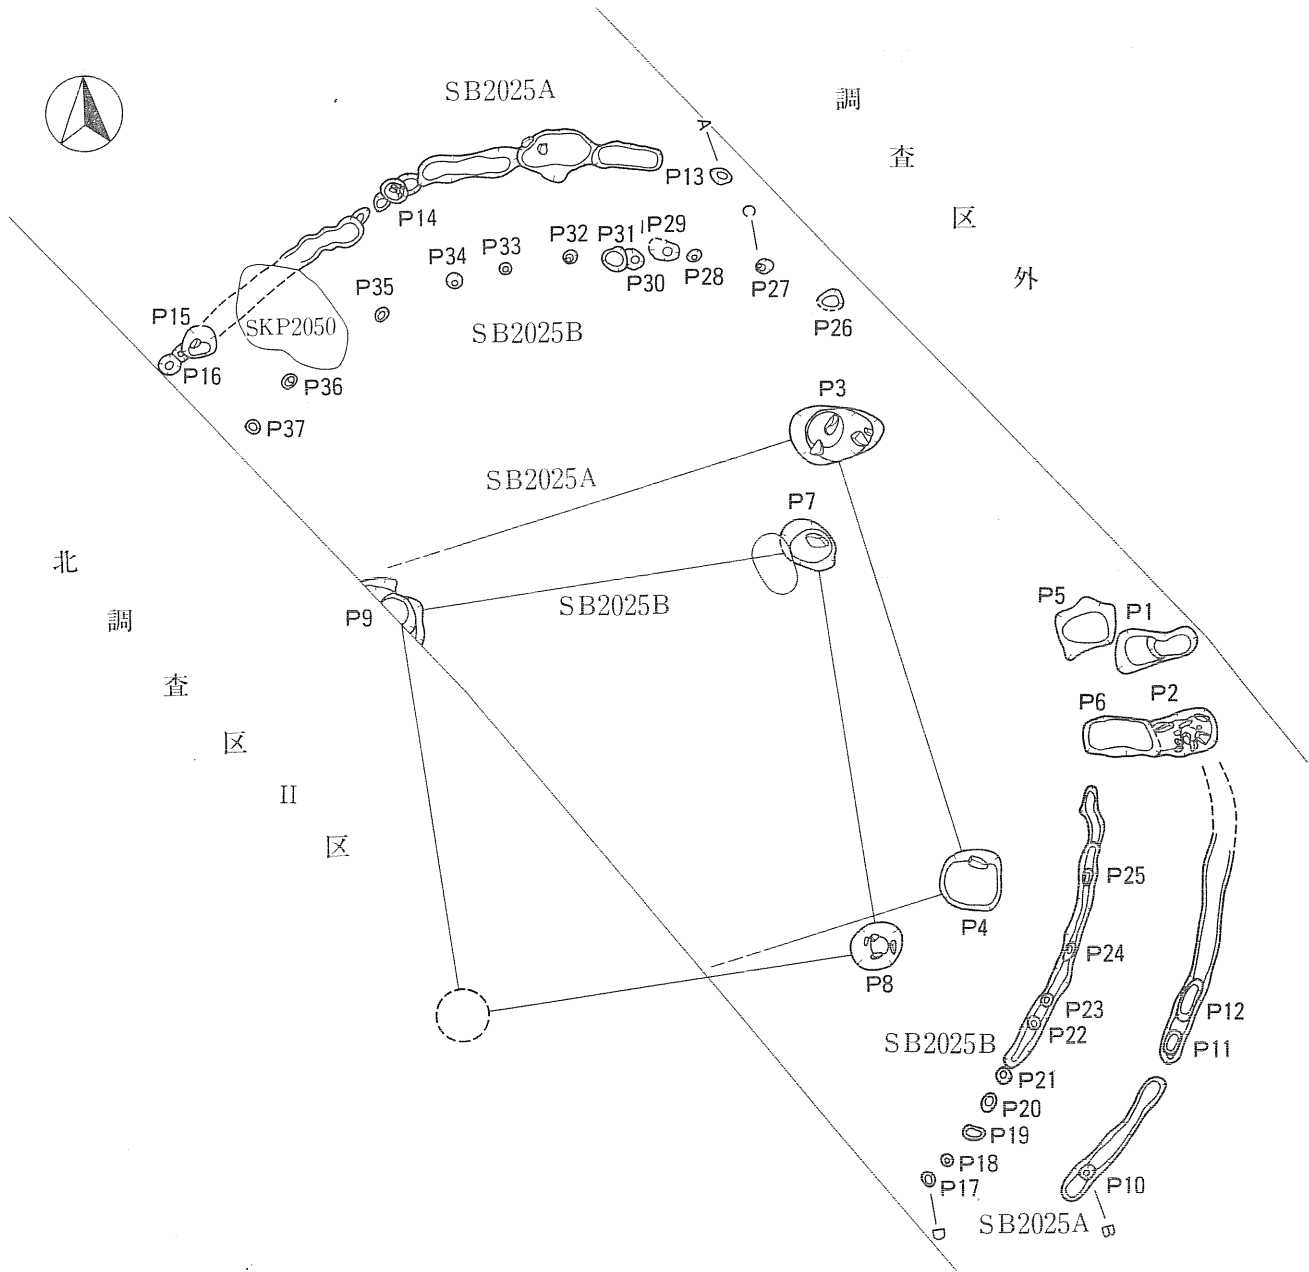 SB2025A
調査区外
A
P13
P14
C
P32
P31
P29
P33
P34
P30
P28
P27
P35
P26
P15
SKP2050
SB2025B
P16
P36
P37
P3
SB2025A
P7
北調査区II区
SB2025B
P9
P5
P1
P2
P6
P25
P4
P24
P8
P23
P12
P22
SB2025B
P11
P21
P20
P19
P18
P17
P10
SB2025A
D
B